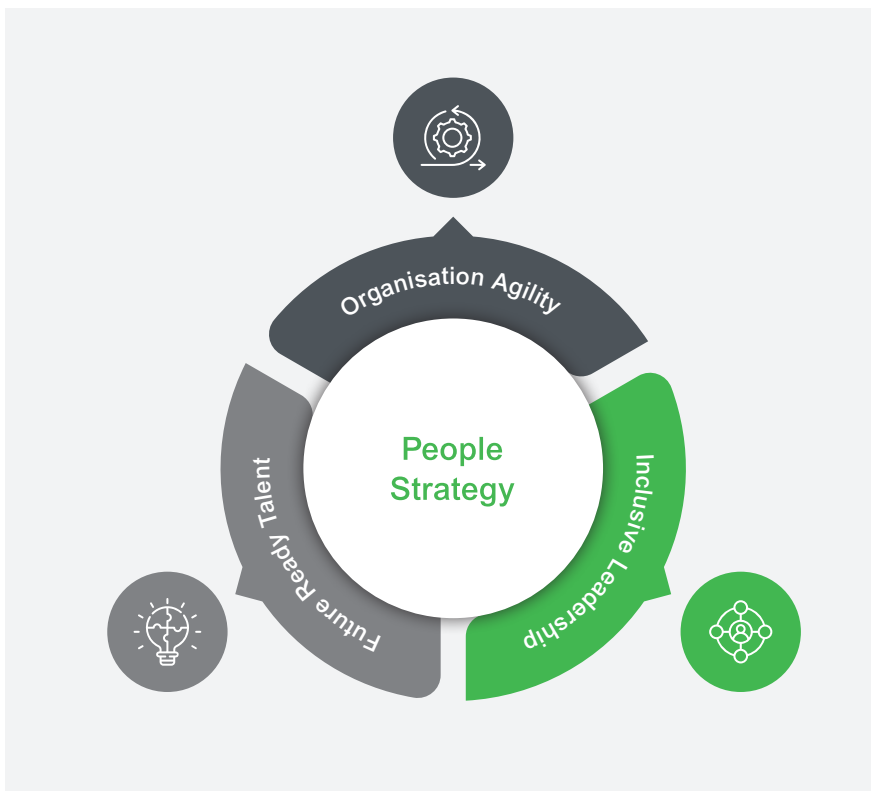 Organisation Agility
People
Strategy
Inclusive Leadership
Future Ready Talent